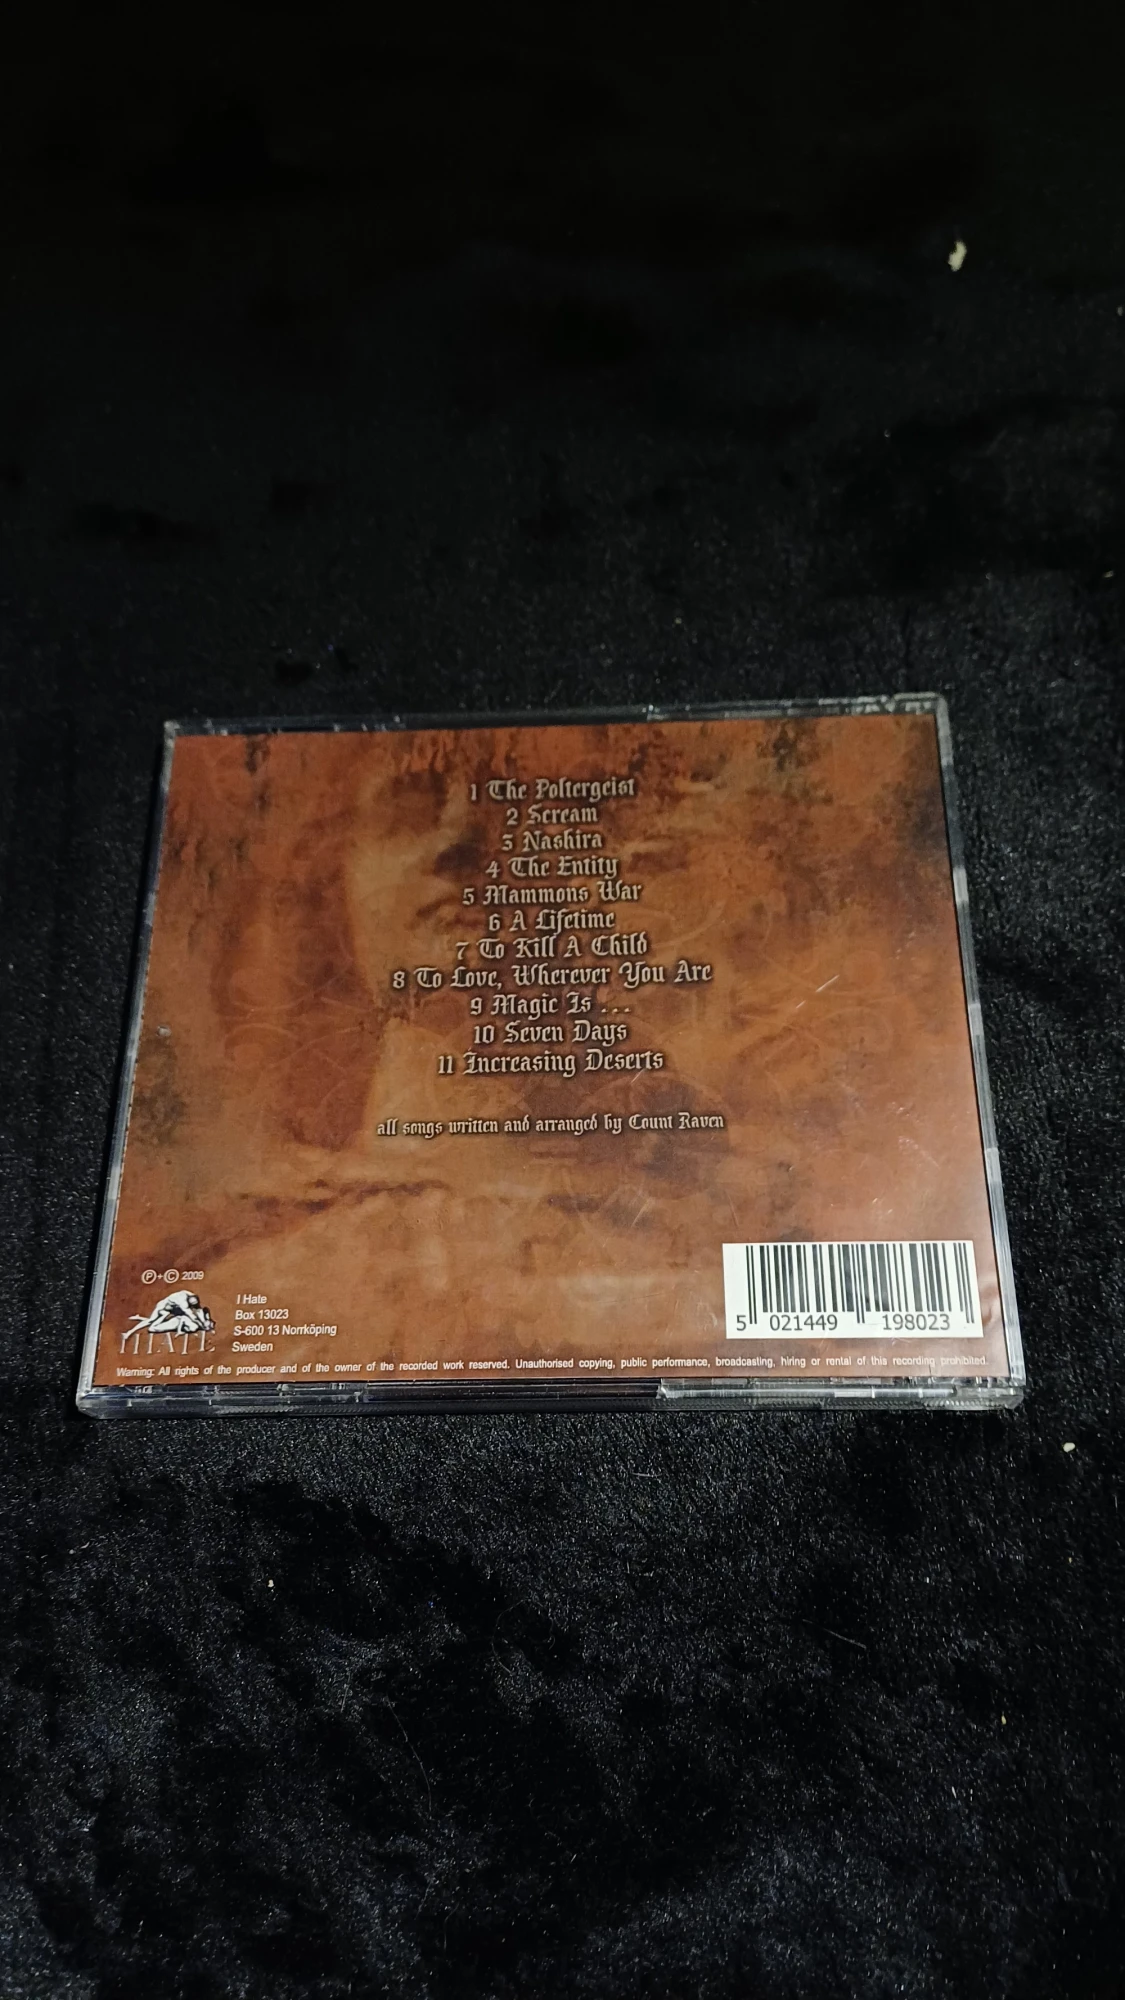 1 The Poltergeist
2 Scream
3 Nashira
4 The Entity
5 Mammons War
6 A Lifetime
7 To Kill A Child
8 To Love, Wherever You Are
9 Magic Is ...
10 Seven Days
11 Increasing Deserts
all songs written and arranged by Count Raven
Ⓟ+© 2009
I HATE
I Hate
Box 13023
S-600 13 Norrköping
Sweden
5 021449 198023
Warning: All rights of the producer and of the owner of the recorded work reserved. Unauthorised copying, public performance, broadcasting, hiring or rental of this recording prohibited.